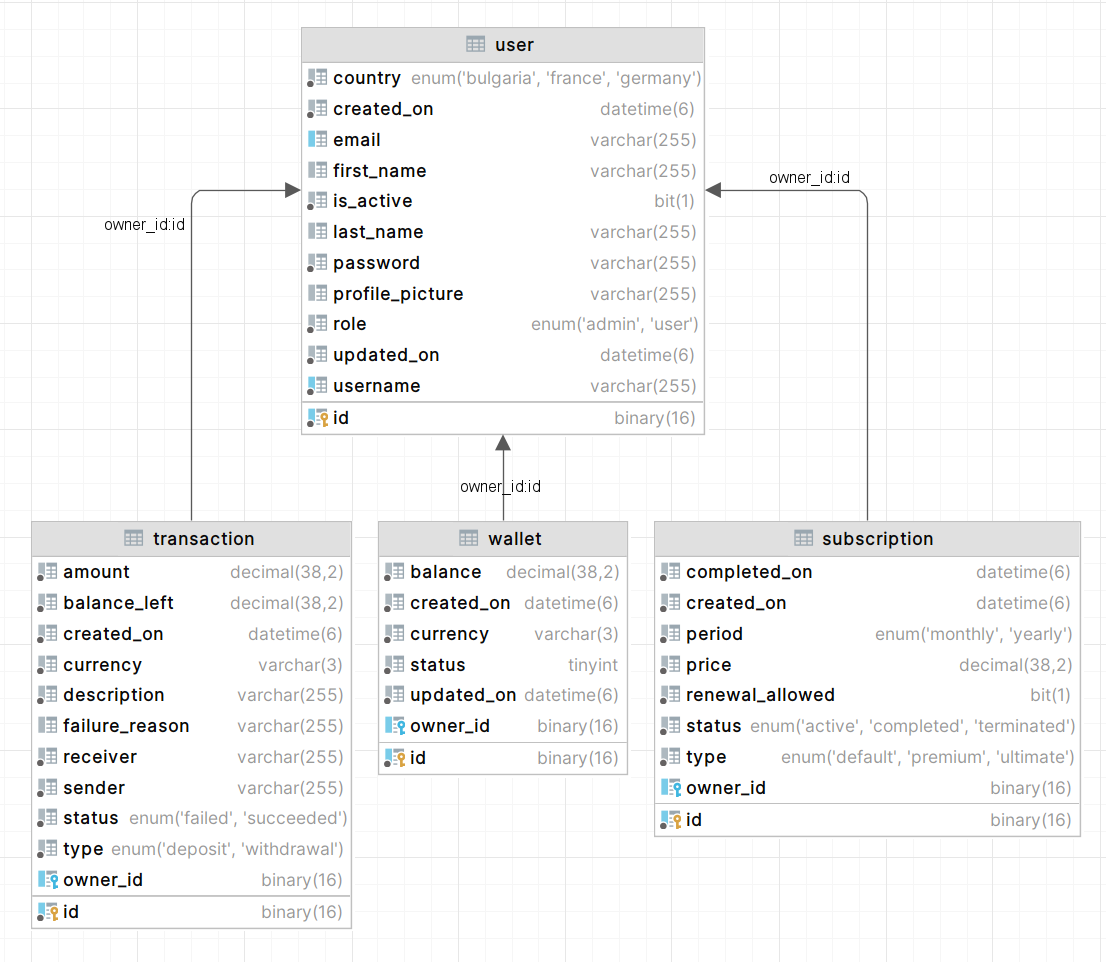 user
country enum('bulgaria', 'france', 'germany')
created_on datetime(6)
email varchar(255)
first_name varchar(255)
is_active bit(1)
last_name varchar(255)
password varchar(255)
profile_picture varchar(255)
role enum('admin', 'user')
updated_on datetime(6)
username varchar(255)
id binary(16)
owner_id:id
owner_id:id
owner_id:id
transaction
amount decimal(38,2)
balance_left decimal(38,2)
created_on datetime(6)
currency varchar(3)
description varchar(255)
failure_reason varchar(255)
receiver varchar(255)
sender varchar(255)
status enum('failed', 'succeeded')
type enum('deposit', 'withdrawal')
owner_id binary(16)
id binary(16)
wallet
balance decimal(38,2)
created_on datetime(6)
currency varchar(3)
status tinyint
updated_on datetime(6)
owner_id binary(16)
id binary(16)
subscription
completed_on datetime(6)
created_on datetime(6)
period enum('monthly', 'yearly')
price decimal(38,2)
renewal_allowed bit(1)
status enum('active', 'completed', 'terminated')
type enum('default', 'premium', 'ultimate')
owner_id binary(16)
id binary(16)